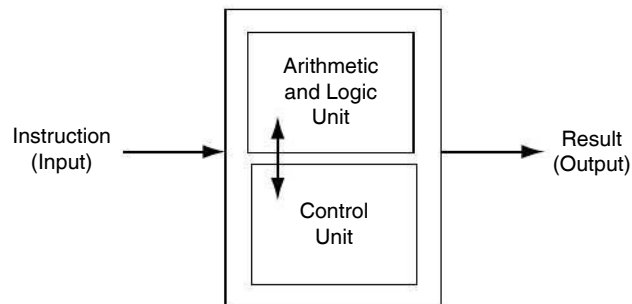 Arithmetic
and Logic
Unit
Instruction
(Input)
Result
(Output)
Control
Unit